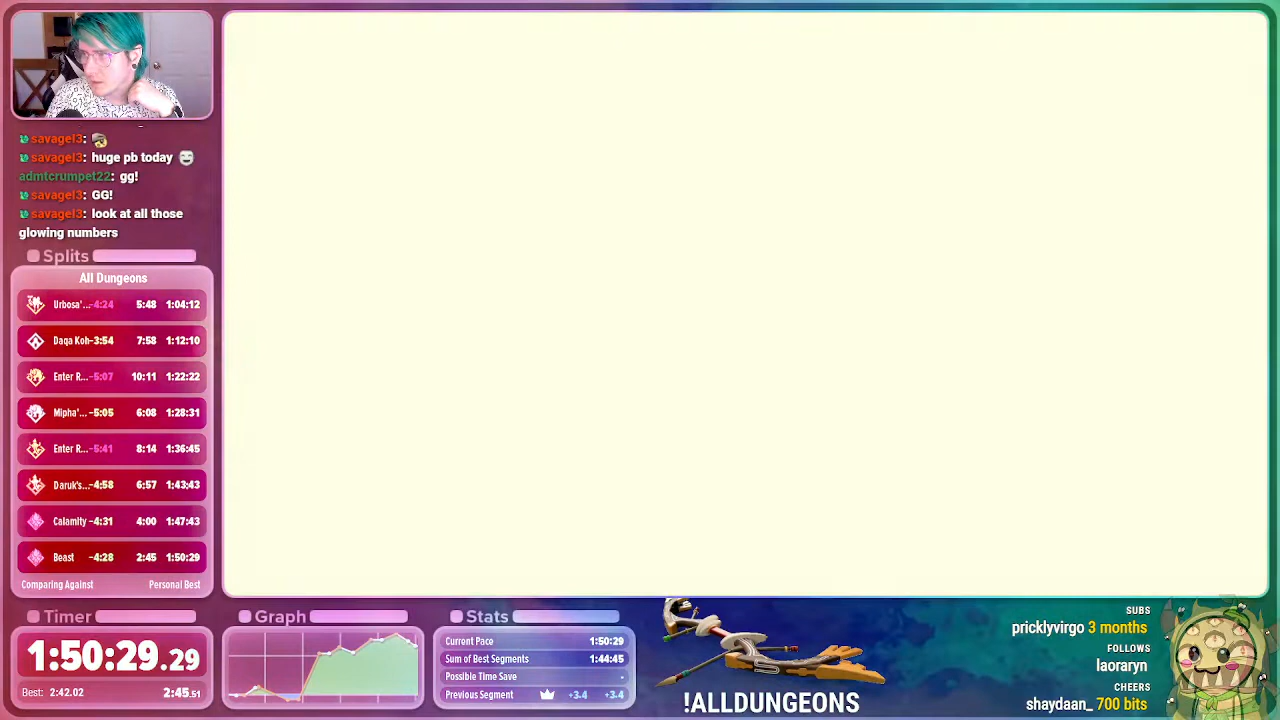 savagel3:
savagel3: huge pb today
admtcrumpet22: gg!
savagel3: GG!
savagel3: look at all those
glowing numbers
Splits
All Dungeons
Urbosa'... -4:24 5:48 1:04:12
Daqa Koh -3:54 7:58 1:12:10
Enter R... -5:07 10:11 1:22:22
Mipha'... -5:05 6:08 1:28:31
Enter R... -5:41 8:14 1:36:45
Daruk's... -4:58 6:57 1:43:43
Calamity -4:31 4:00 1:47:43
Beast -4:28 2:45 1:50:29
Comparing Against Personal Best
Timer
1:50:29.29
Best: 2:42.02 2:45.51
Graph
Stats
Current Pace 1:50:29
Sum of Best Segments 1:44:45
Possible Time Save -
Previous Segment +3.4 +3.4
!ALLDUNGEONS
SUBS
pricklyvirgo 3 months
FOLLOWS
laoraryn
CHEERS
shaydaan_ 700 bits